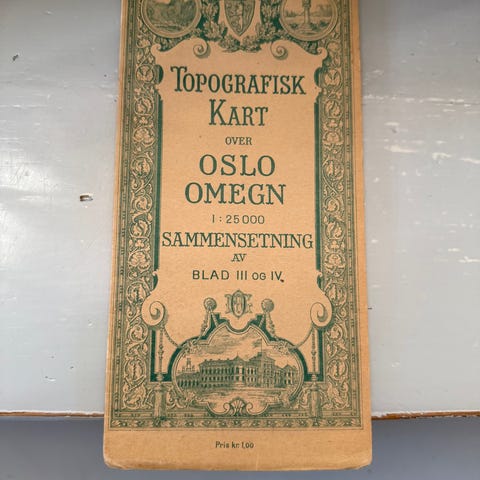 TOPOGRAFISK
KART
OVER
OSLO
OMEGN
1:25000
SAMMENSETNING
AV
BLAD III OG IV.
Pris kr. 1,00